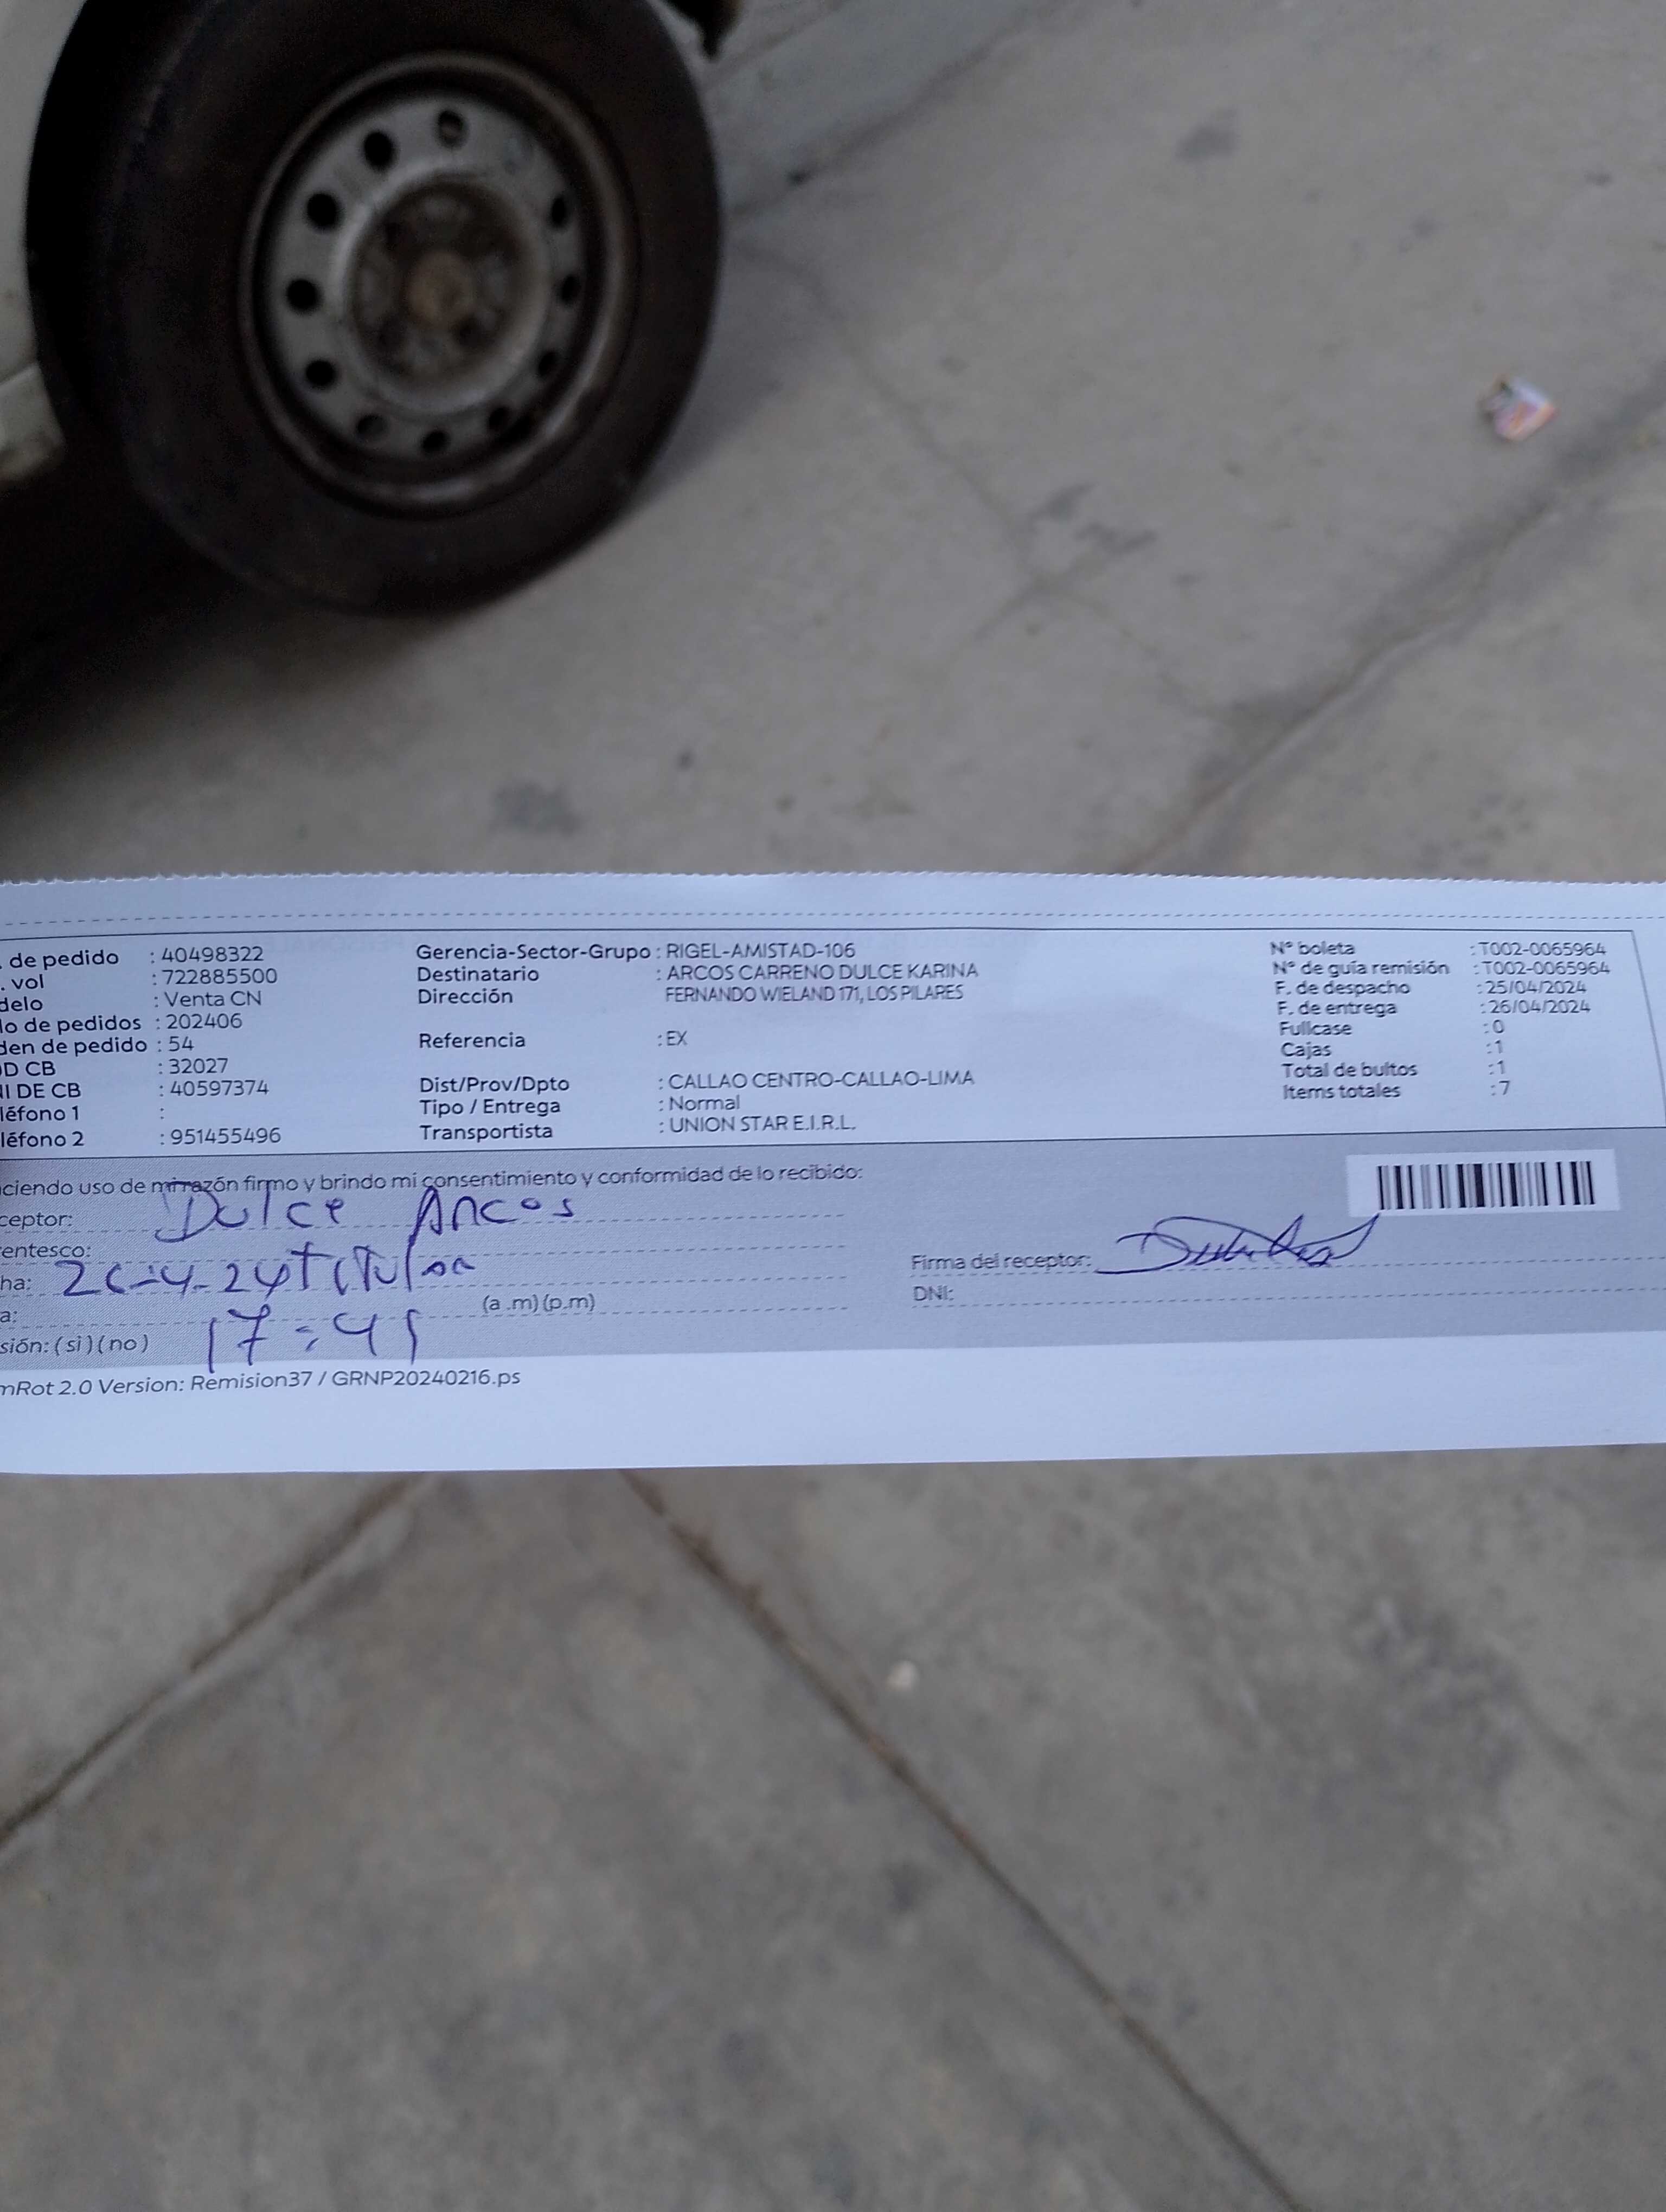 . de pedido : 40498322 Gerencia-Sector-Grupo : RIGEL-AMISTAD-106 N° boleta : T002-0065964
. vol : 722885500 Destinatario : ARCOS CARRENO DULCE KARINA N° de guía remisión : T002-0065964
delo : Venta CN Dirección FERNANDO WIELAND 171, LOS PILARES F. de despacho : 25/04/2024
lo de pedidos : 202406 F. de entrega : 26/04/2024
den de pedido : 54 Referencia : EX Fullcase : 0
D CB : 32027 Cajas : 1
NI DE CB : 40597374 Dist/Prov/Dpto : CALLAO CENTRO-CALLAO-LIMA Total de bultos : 1
léfono 1 : Tipo / Entrega : Normal Items totales : 7
léfono 2 : 951455496 Transportista : UNION STAR E.I.R.L.
ciendo uso de mi razón firmo y brindo mi consentimiento y conformidad de lo recibido:
ceptor: Dulce Arcos
entesco: Titular
ha: 26-4-24 Firma del receptor:
a: 17:45 (a .m) (p.m) DNI:
sión: ( si ) ( no )
mRot 2.0 Version: Remision37 / GRNP20240216.ps